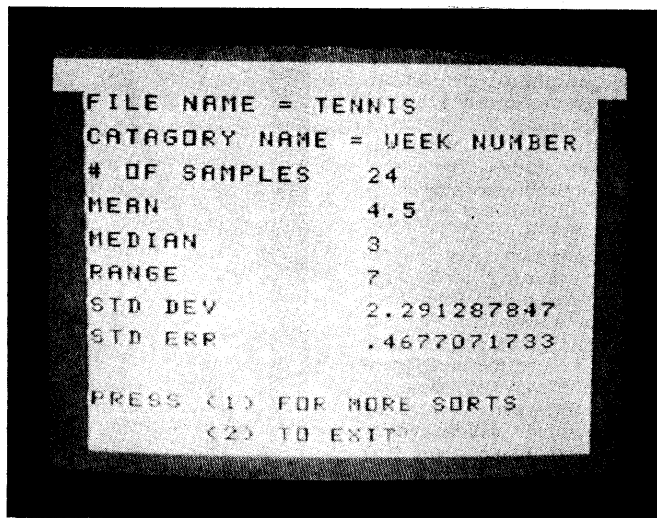 FILE NAME = TENNIS
CATAGORY NAME = WEEK NUMBER
# OF SAMPLES 24
MEAN 4.5
MEDIAN 3
RANGE 7
STD DEV 2.291287847
STD ERR .4677071733
PRESS (1) FOR MORE SORTS
(2) TO EXIT